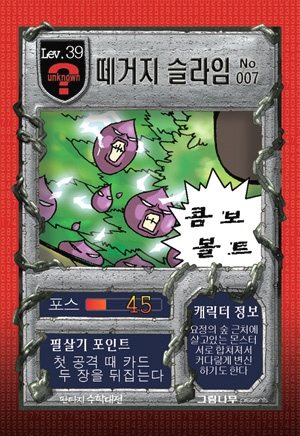 Lev. 39
unknown
?
떼거지 슬라임
No
007
콤보
볼트
포스
45
필살기 포인트
첫 공격 때 카드
두 장을 뒤집는다
캐릭터 정보
요정의 숲 근처에
살고있는 몬스터
서로 합쳐져서
커다랗게 변신
하기도 한다
판타지 수학대전
그림나무